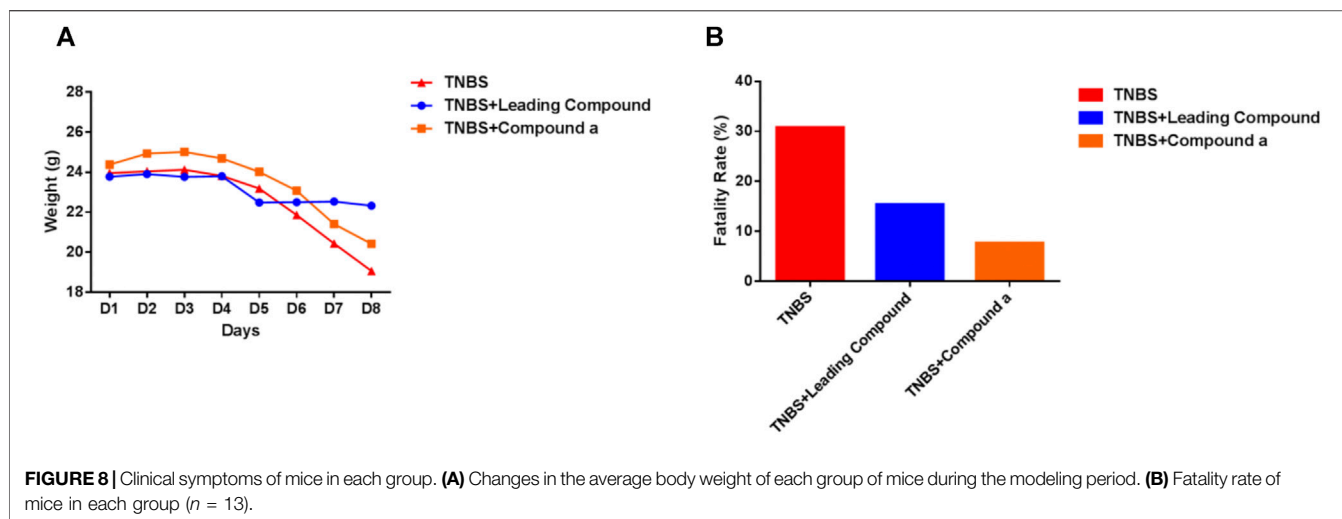 A
TNBS
TNBS+Leading Compound
TNBS+Compound a
28
26
24
22
20
18
Weight (g)
D1 D2 D3 D4 D5 D6 D7 D8
Days
B
TNBS
TNBS+Leading Compound
TNBS+Compound a
40
30
20
10
0
Fatality Rate (%)
TNBS
TNBS+Leading Compound
TNBS+Compound a
FIGURE 8 | Clinical symptoms of mice in each group. (A) Changes in the average body weight of each group of mice during the modeling period. (B) Fatality rate of
mice in each group (n = 13).